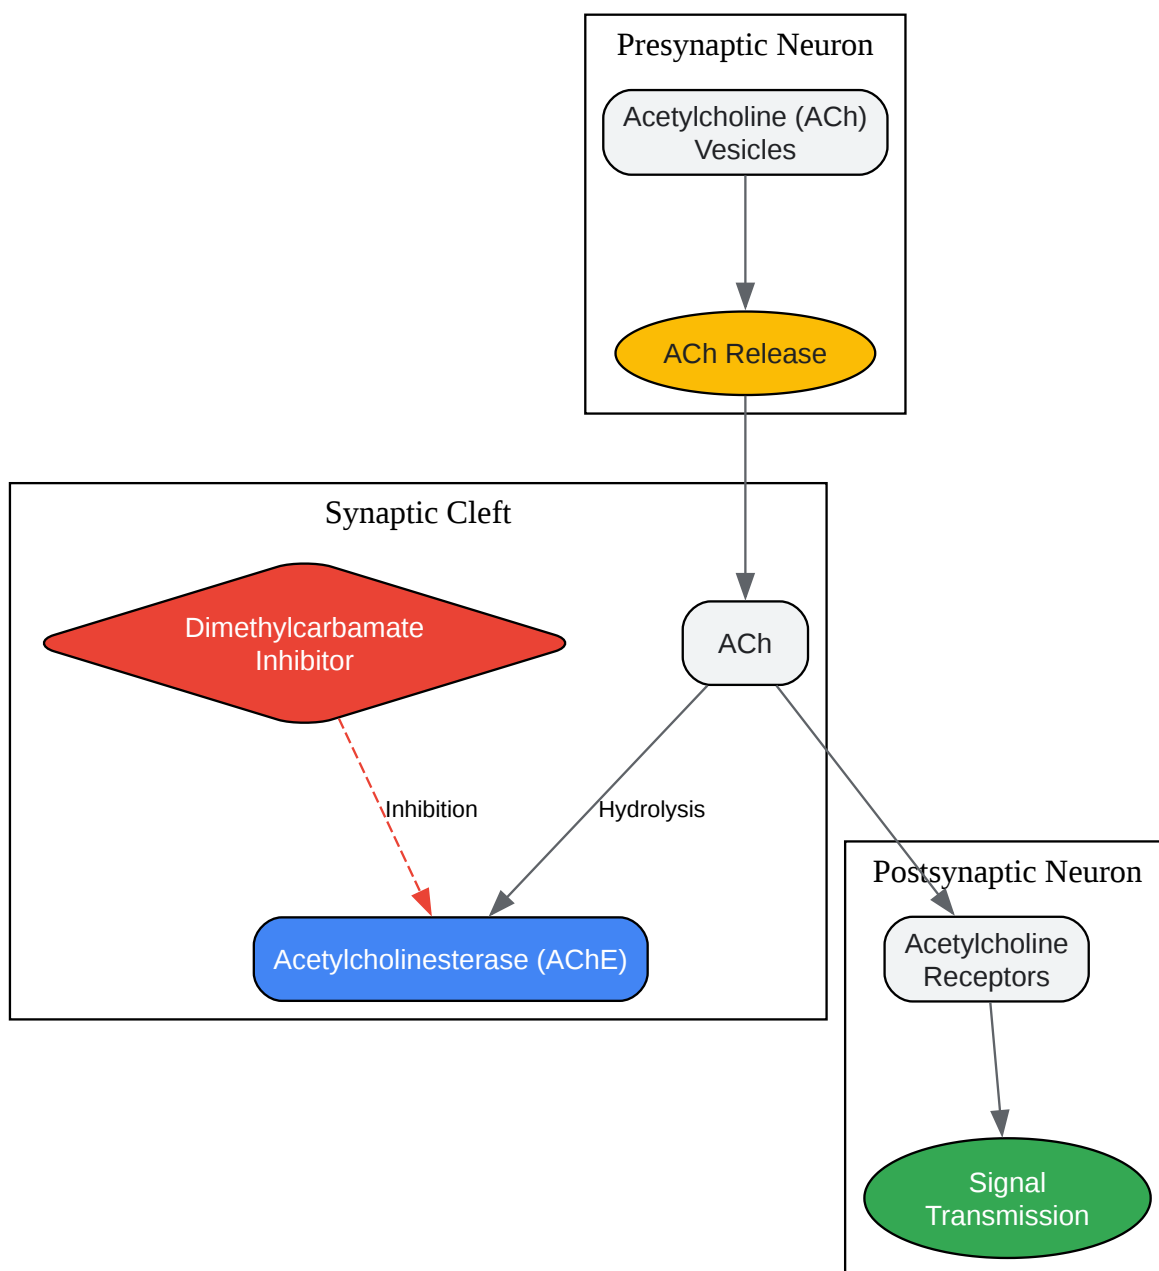 Presynaptic Neuron
Acetylcholine (ACh)
Vesicles
ACh Release
Synaptic Cleft
Dimethylcarbamate
Inhibitor
ACh
Inhibition
Hydrolysis
Acetylcholinesterase (AChE)
Postsynaptic Neuron
Acetylcholine
Receptors
Signal
Transmission